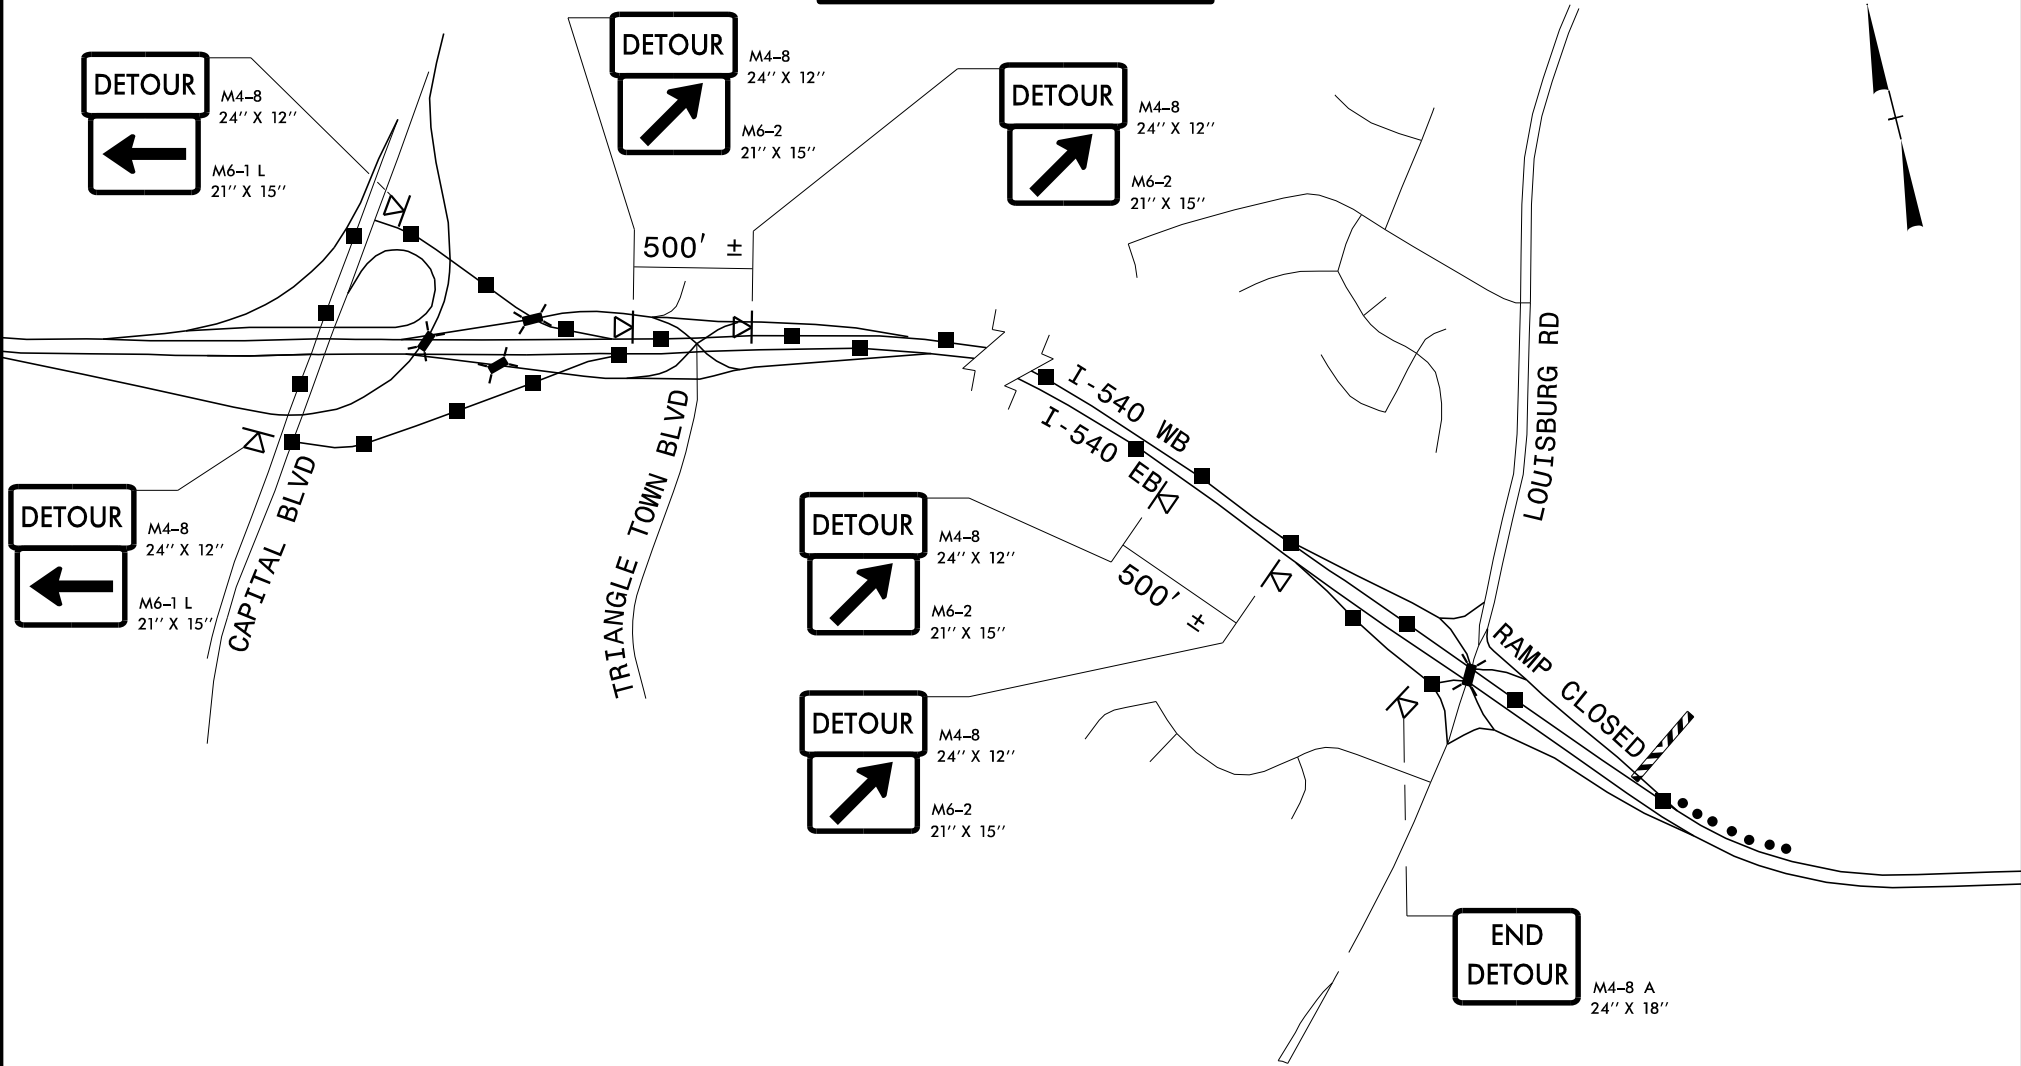 DETOUR
M4-8
24'' X 12''
M6-1 L
21'' X 15''
DETOUR
M4-8
24'' X 12''
M6-2
21'' X 15''
DETOUR
M4-8
24'' X 12''
M6-2
21'' X 15''
500' ±
I-540 WB
I-540 EB
LOUISBURG RD
DETOUR
M4-8
24'' X 12''
M6-1 L
21'' X 15''
CAPITAL BLVD
TRIANGLE TOWN BLVD
DETOUR
M4-8
24'' X 12''
M6-2
21'' X 15''
500' ±
RAMP CLOSED
DETOUR
M4-8
24'' X 12''
M6-2
21'' X 15''
END
DETOUR
M4-8 A
24'' X 18''